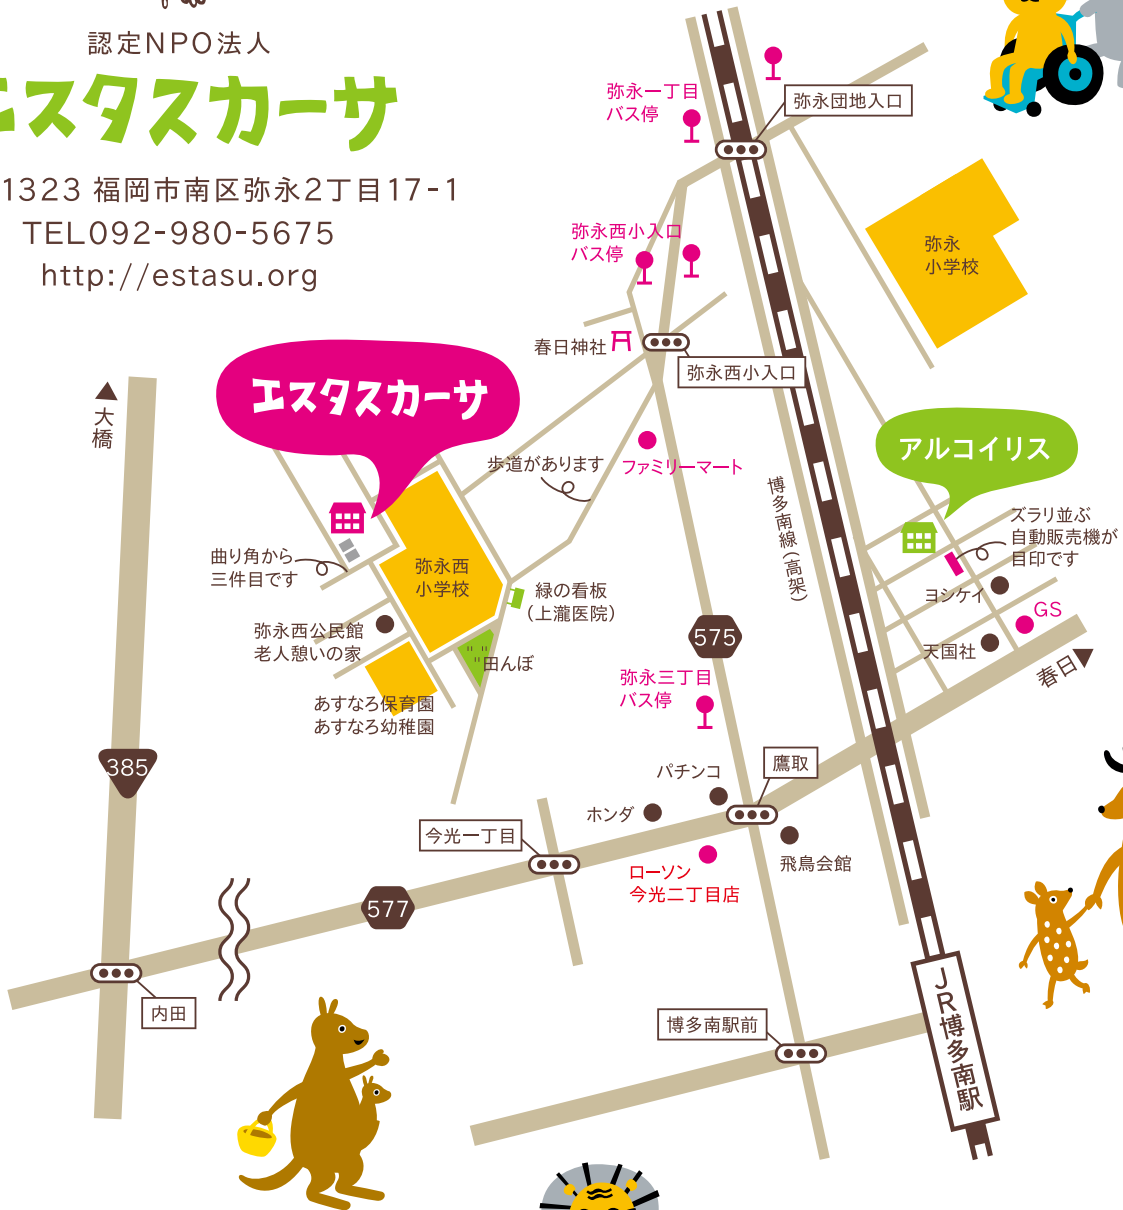 認定NPO法人
エスタスカーサ
1323 福岡市南区弥永2丁目17-1
TEL092-980-5675
http://estasu.org
弥永一丁目
バス停
弥永団地入口
弥永西小入口
バス停
弥永
小学校
春日神社
弥永西小入口
大橋
エスタスカーサ
アルコイリス
歩道があります
ファミリーマート
博多南線(高架)
ズラリ並ぶ
自動販売機が
目印です
曲り角から
三件目です
弥永西
小学校
緑の看板
(上瀧医院)
ヨシケイ
GS
弥永西公民館
老人憩いの家
575
天国社
春日
田んぼ
弥永三丁目
バス停
あすなろ保育園
あすなろ幼稚園
385
パチンコ
鷹取
ホンダ
今光一丁目
飛鳥会館
ローソン
今光二丁目店
577
内田
博多南駅前
JR博多南駅